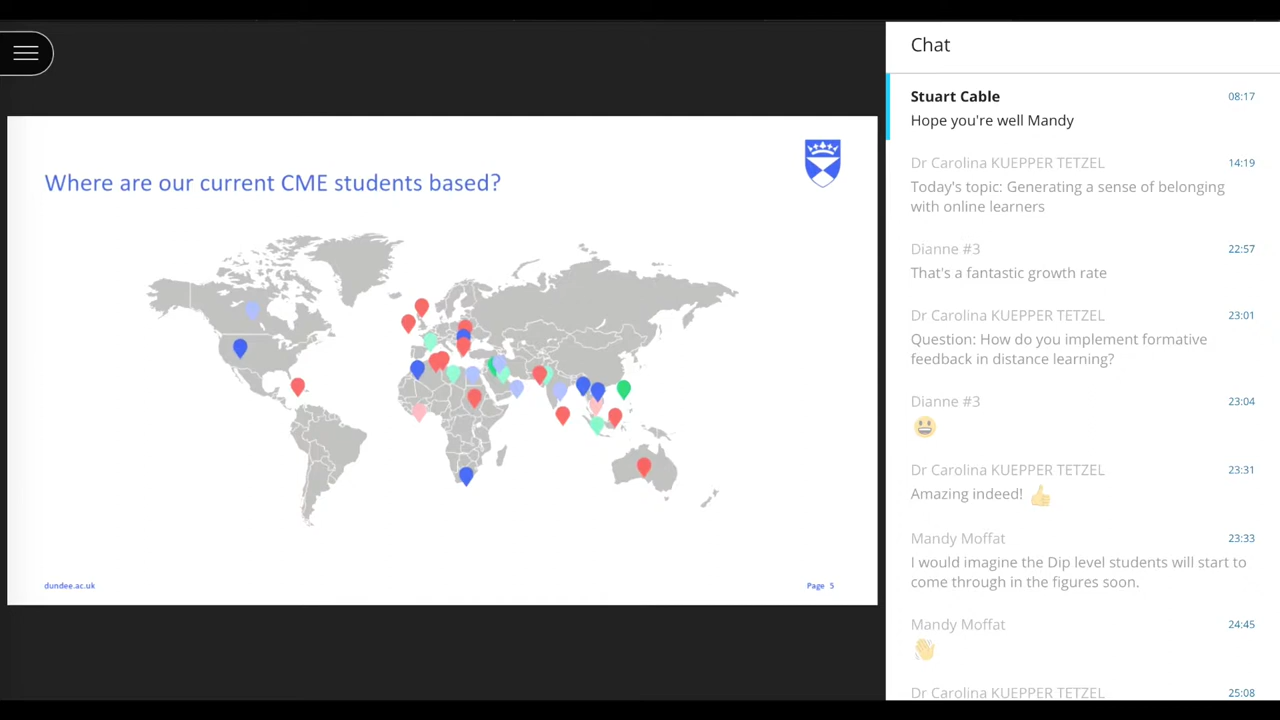 Where are our current CME students based?
dundee.ac.uk
Page 5
Chat
Stuart Cable 08:17
Hope you're well Mandy
Dr Carolina KUEPPER TETZEL 14:19
Today's topic: Generating a sense of belonging
with online learners
Dianne #3 22:57
That's a fantastic growth rate
Dr Carolina KUEPPER TETZEL 23:01
Question: How do you implement formative
feedback in distance learning?
Dianne #3 23:04
Dr Carolina KUEPPER TETZEL 23:31
Amazing indeed!
Mandy Moffat 23:33
I would imagine the Dip level students will start to
come through in the figures soon.
Mandy Moffat 24:45
Dr Carolina KUEPPER TETZEL 25:08